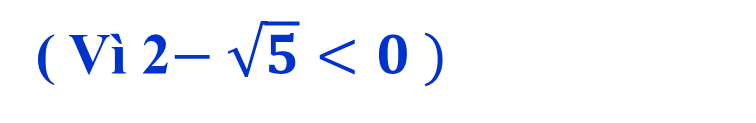 ( Vì 2− √5 < 0 )